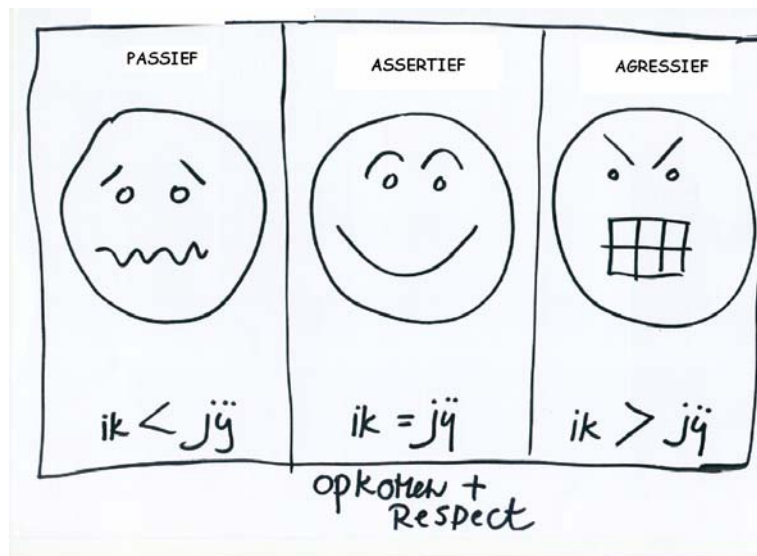 PASSIEF
ASSERTIEF
AGRESSIEF
ik < jij
ik = jij
ik > jij
opkomen +
Respect